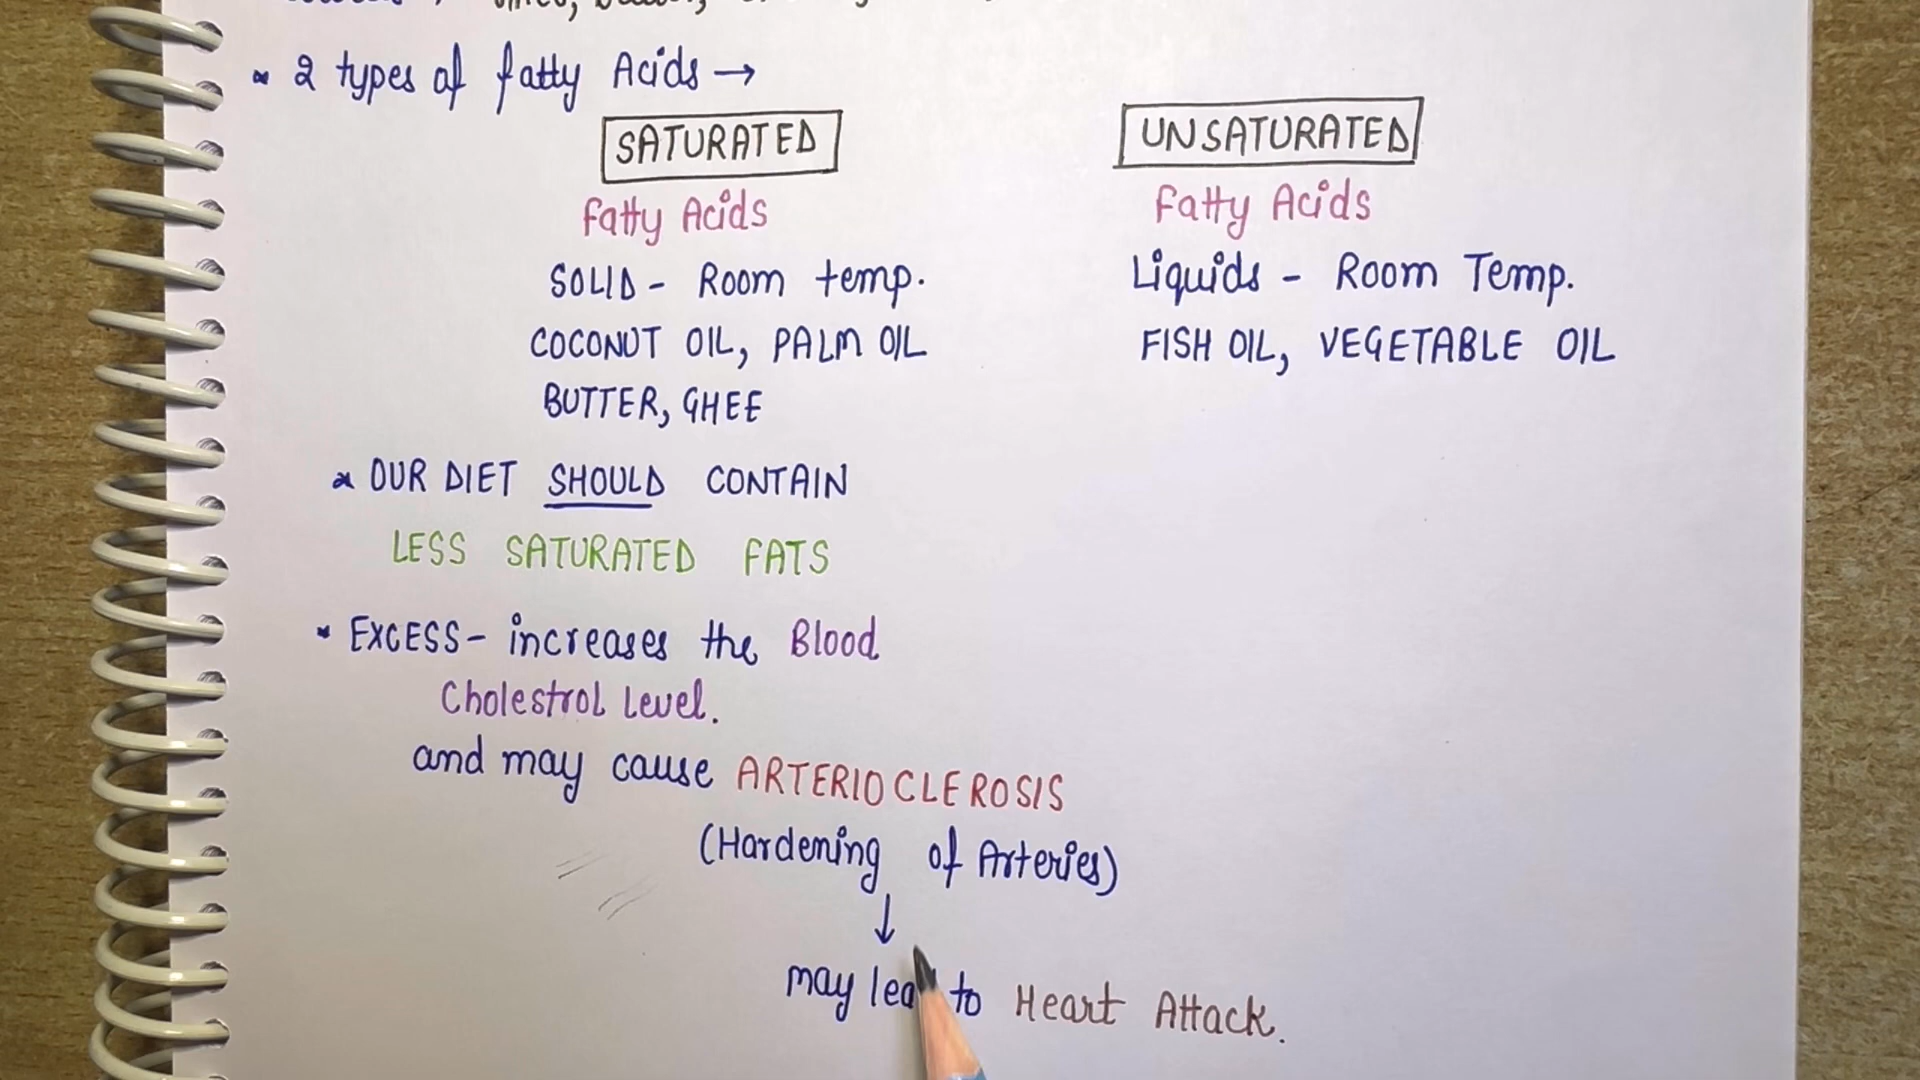 * 2 types of fatty Acids →
SATURATED
Fatty Acids
SOLID - Room temp.
COCONUT OIL, PALM OIL
BUTTER, GHEE
UNSATURATED
Fatty Acids
Liquids - Room Temp.
FISH OIL, VEGETABLE OIL
* OUR DIET SHOULD CONTAIN
LESS SATURATED FATS
* EXCESS - increases the Blood
Cholestrol Level.
and may cause ARTERIOCLEROSIS
(Hardening of Arteries)
↓
may lead to Heart Attack.